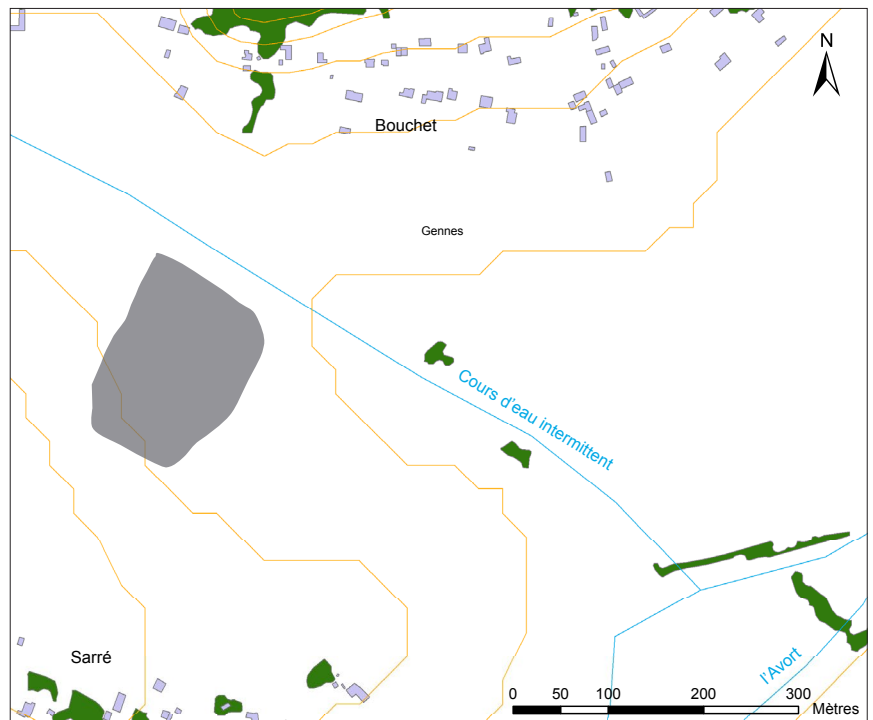 N
Bouchet
Gennes
Cours d'eau intermittent
Sarré
l'Avort
0 50 100 200 300 Mètres